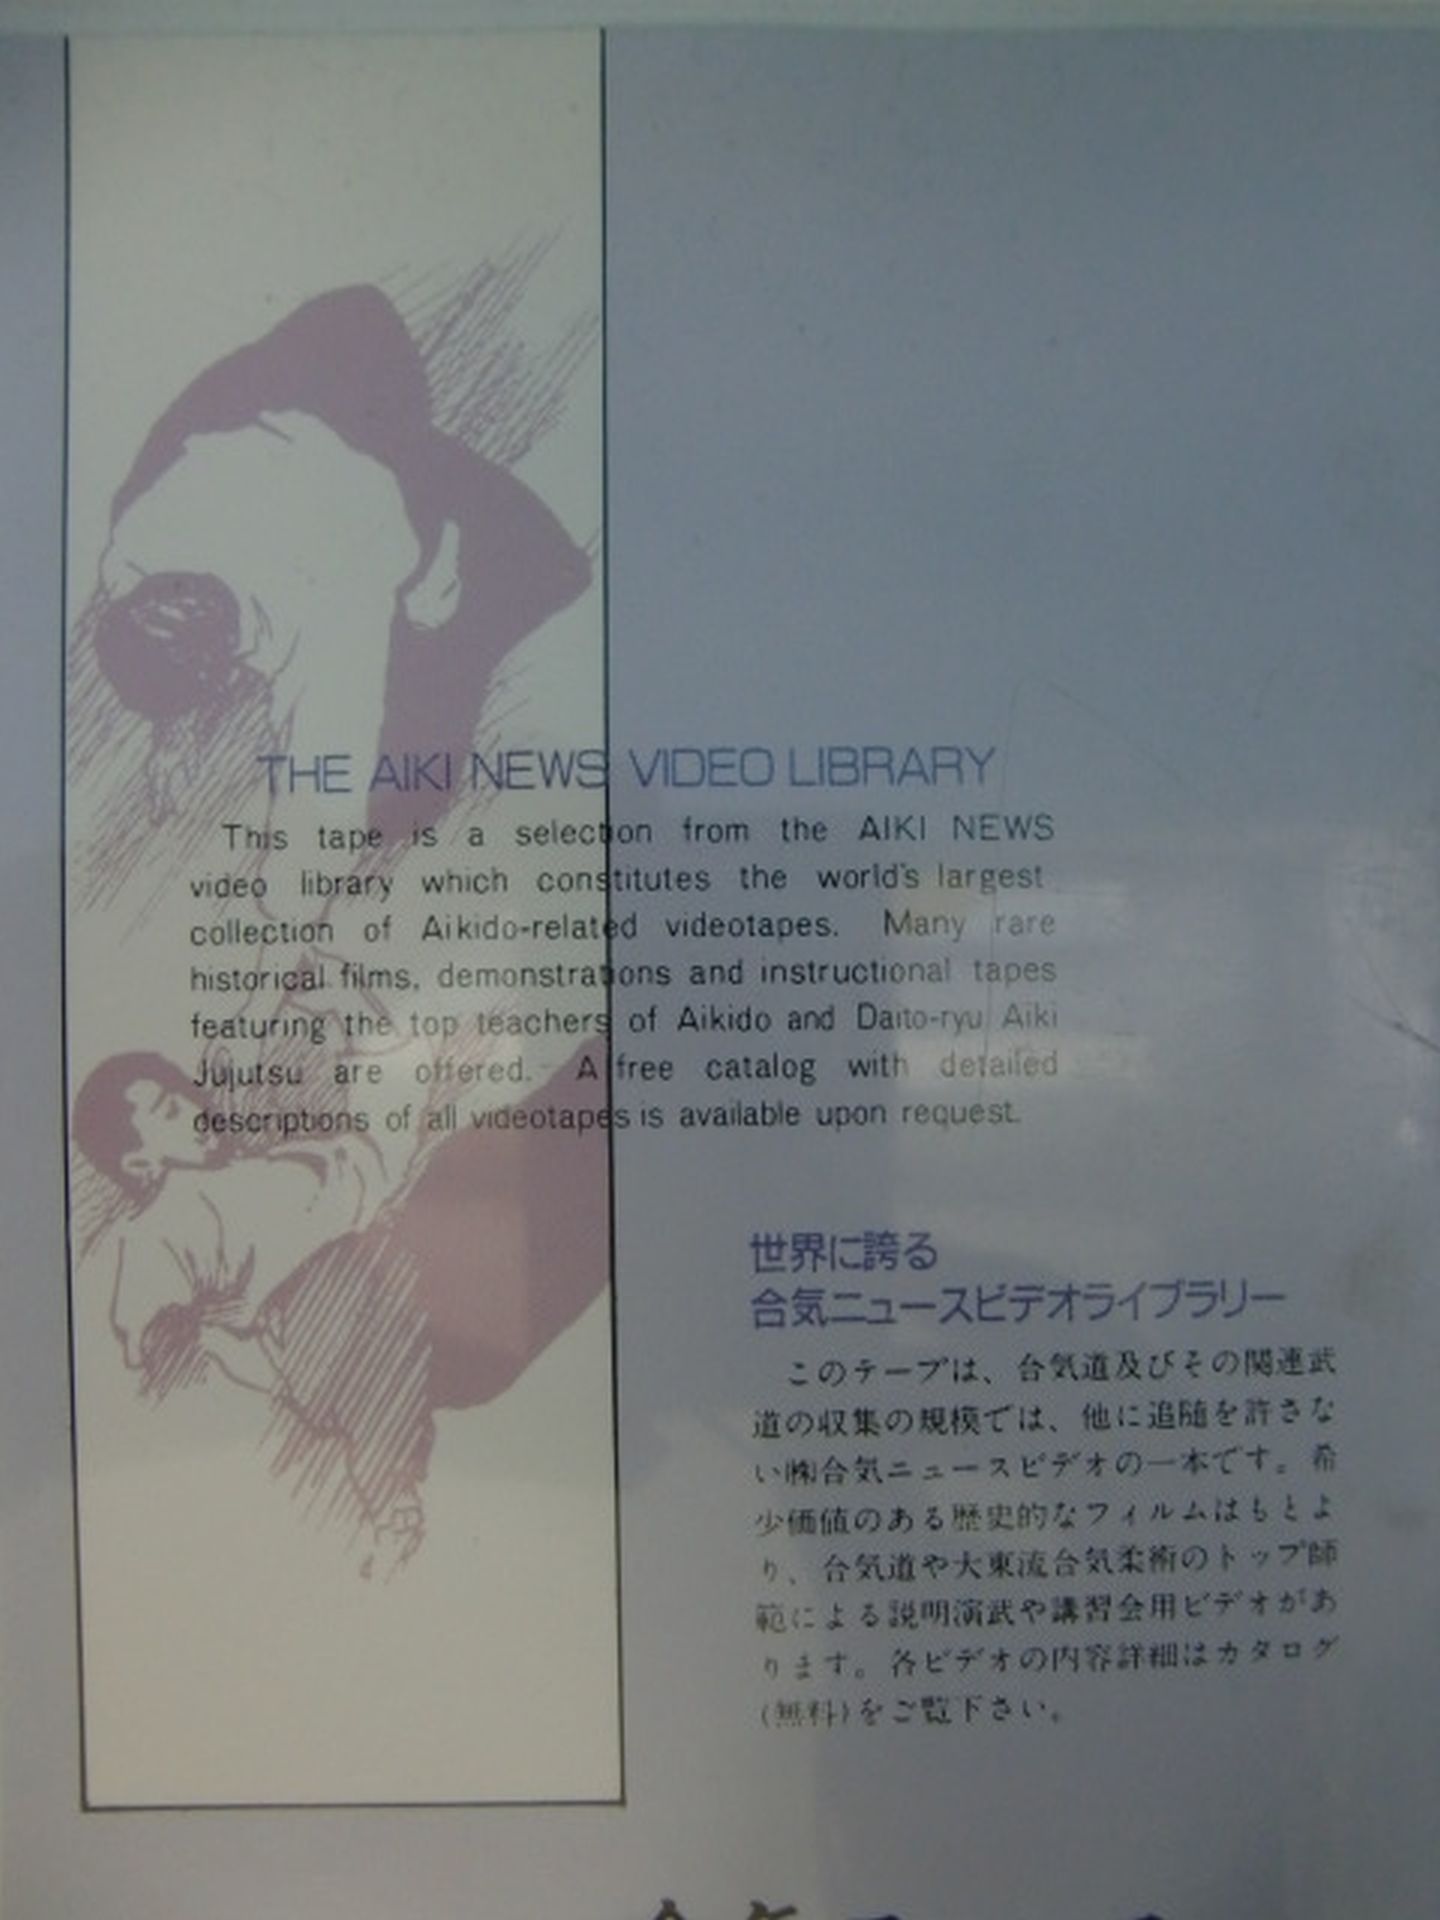 THE AIKI NEWS VIDEO LIBRARY
This tape is a selection from the AIKI NEWS
video library which constitutes the world's largest
collection of Aikido-related videotapes. Many rare
historical films, demonstrations and instructional tapes
featuring the top teachers of Aikido and Daito-ryu Aiki
Jujutsu are offered. A free catalog with detailed
descriptions of all videotapes is available upon request.
世界に誇る
合気ニュースビデオライブラリー
このテープは、合気道及びその関連武
道の収集の規模では、他に追随を許さな
い㈱合気ニュースビデオの一本です。希
少価値のある歴史的なフィルムはもとよ
り、合気道や大東流合気柔術のトップ師
範による説明演武や講習会用ビデオがあ
ります。各ビデオの内容詳細はカタログ
(無料)をご覧下さい。